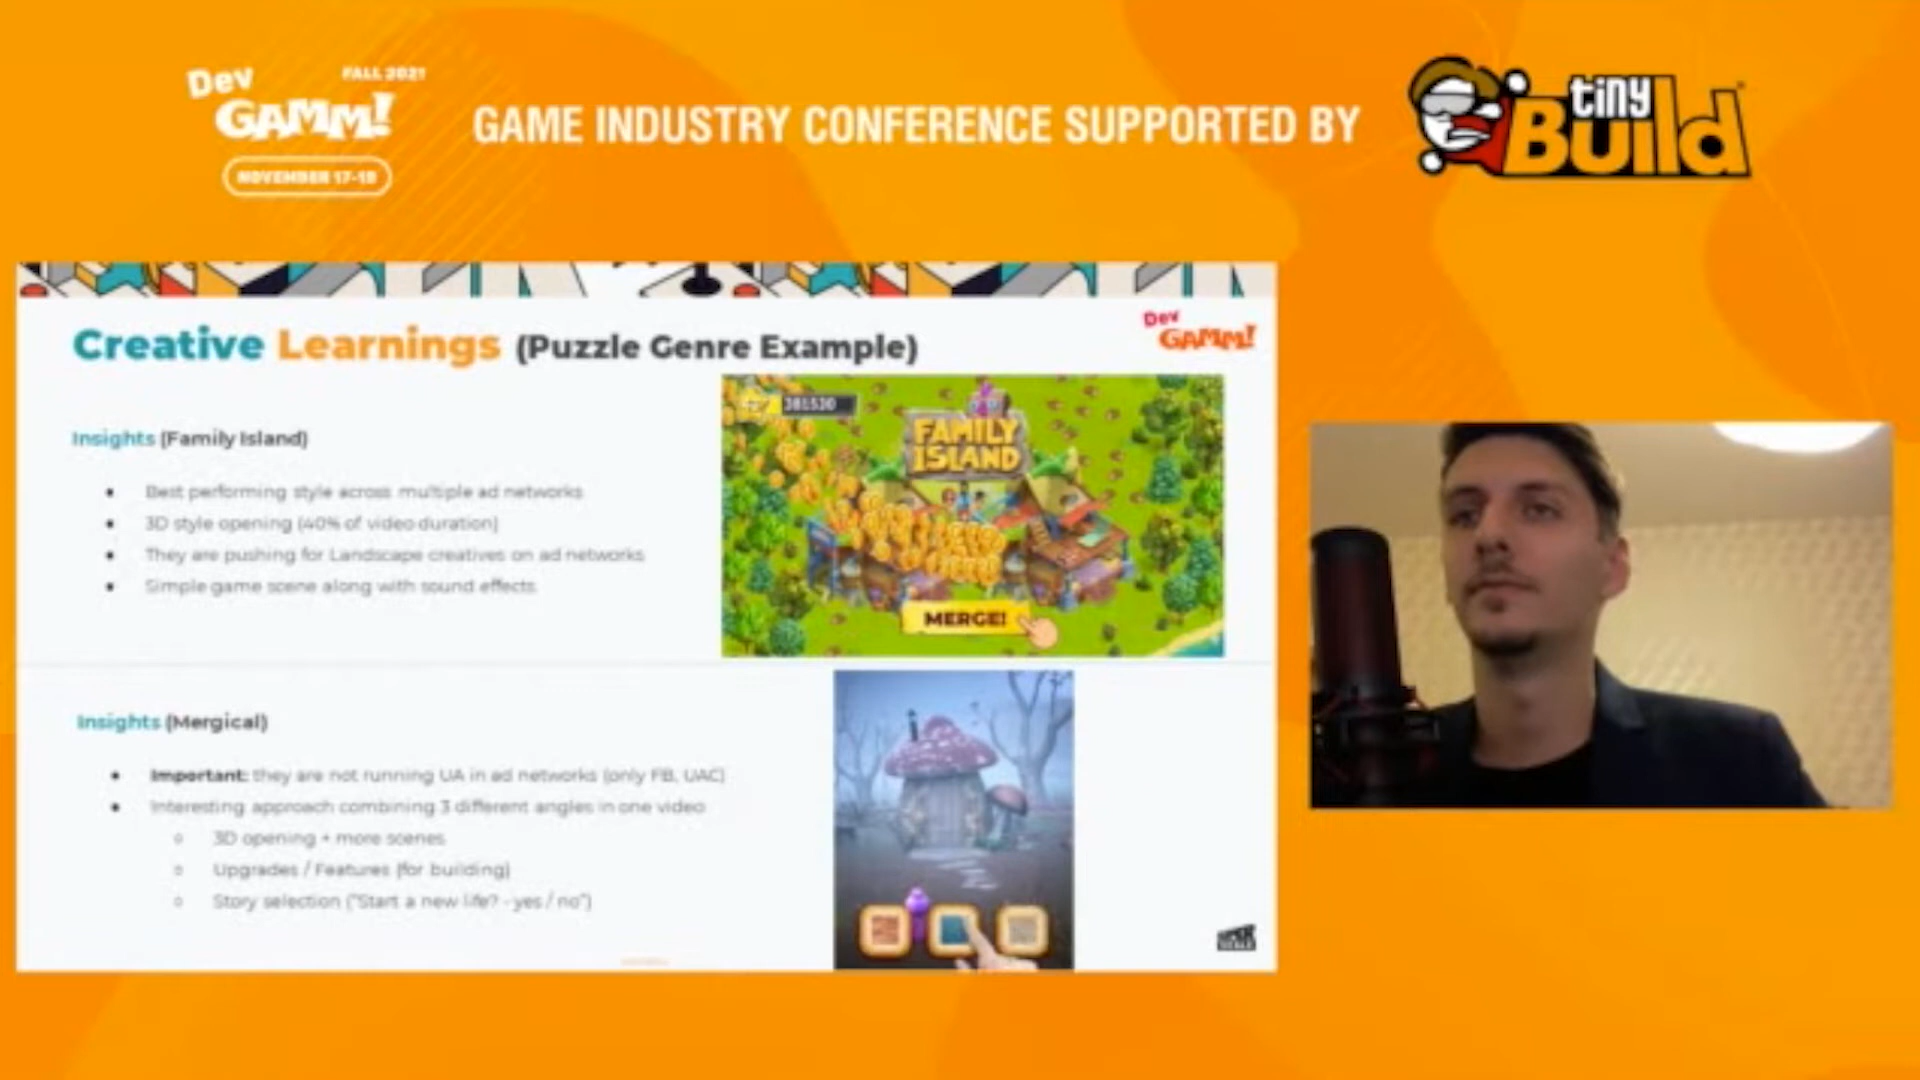 Dev
FALL 2021
GAMM!
NOVEMBER 17-19
GAME INDUSTRY CONFERENCE SUPPORTED BY
tiny
Build
Creative Learnings (Puzzle Genre Example)
Dev
GAMM!
Insights (Family Island)
Best performing style across multiple ad networks
3D style opening (40% of video duration)
They are pushing for Landscape creatives on ad networks
Simple game scene along with sound effects
381530
FAMILY
ISLAND
MERGE!
Insights (Mergical)
Important: they are not running UA in ad networks (only FB, UAC)
Interesting approach combining 3 different angles in one video
3D opening + more scenes
Upgrades / Features (for building)
Story selection ("Start a new life? - yes / no")